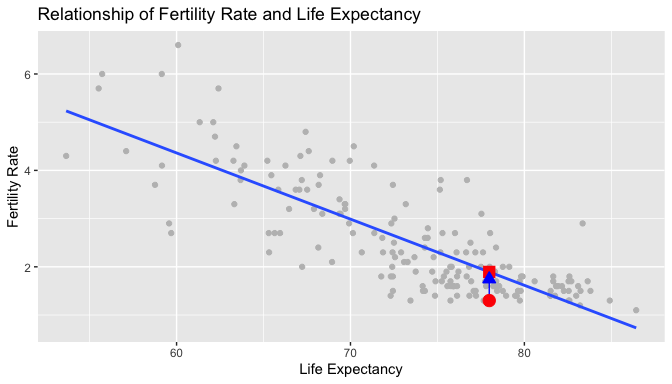 Relationship of Fertility Rate and Life Expectancy
Fertility Rate
6
4
2
60
70
80
Life Expectancy